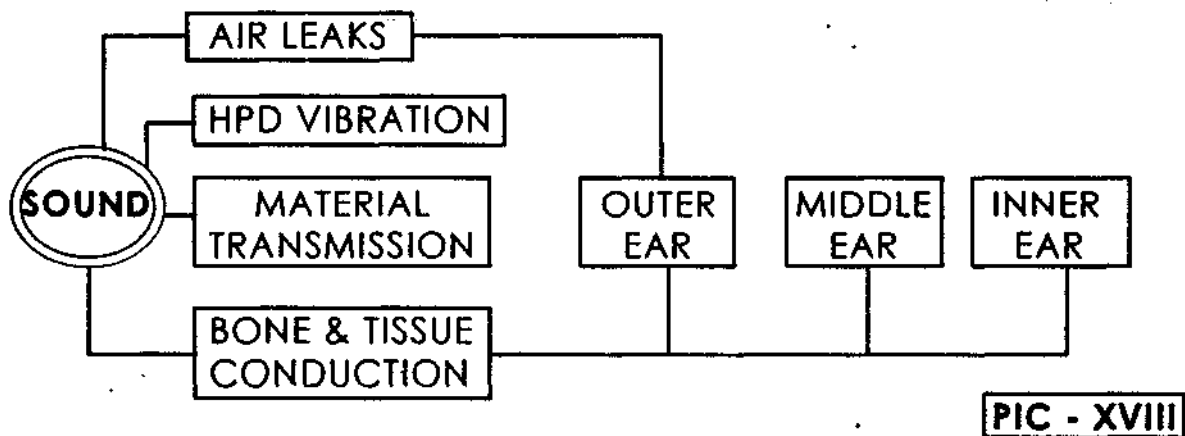 AIR LEAKS
HPD VIBRATION
SOUND
MATERIAL
TRANSMISSION
OUTER
EAR
MIDDLE
EAR
INNER
EAR
BONE & TISSUE
CONDUCTION
PIC - XVIII